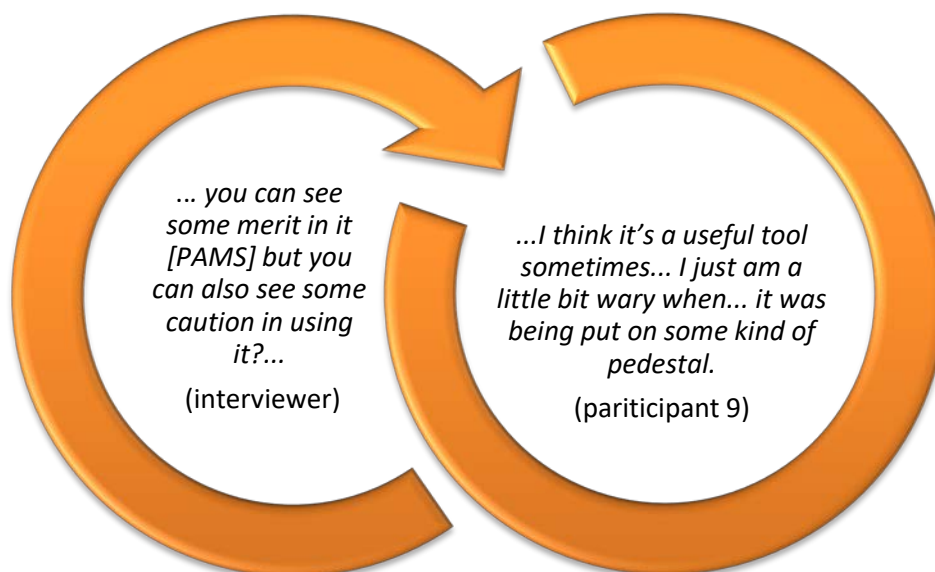 ... you can see
some merit in it
[PAMS] but you
can also see some
caution in using
it?...
(interviewer)
...I think it’s a useful tool
sometimes... I just am a
little bit wary when... it was
being put on some kind of
pedestal.
(pariticipant 9)